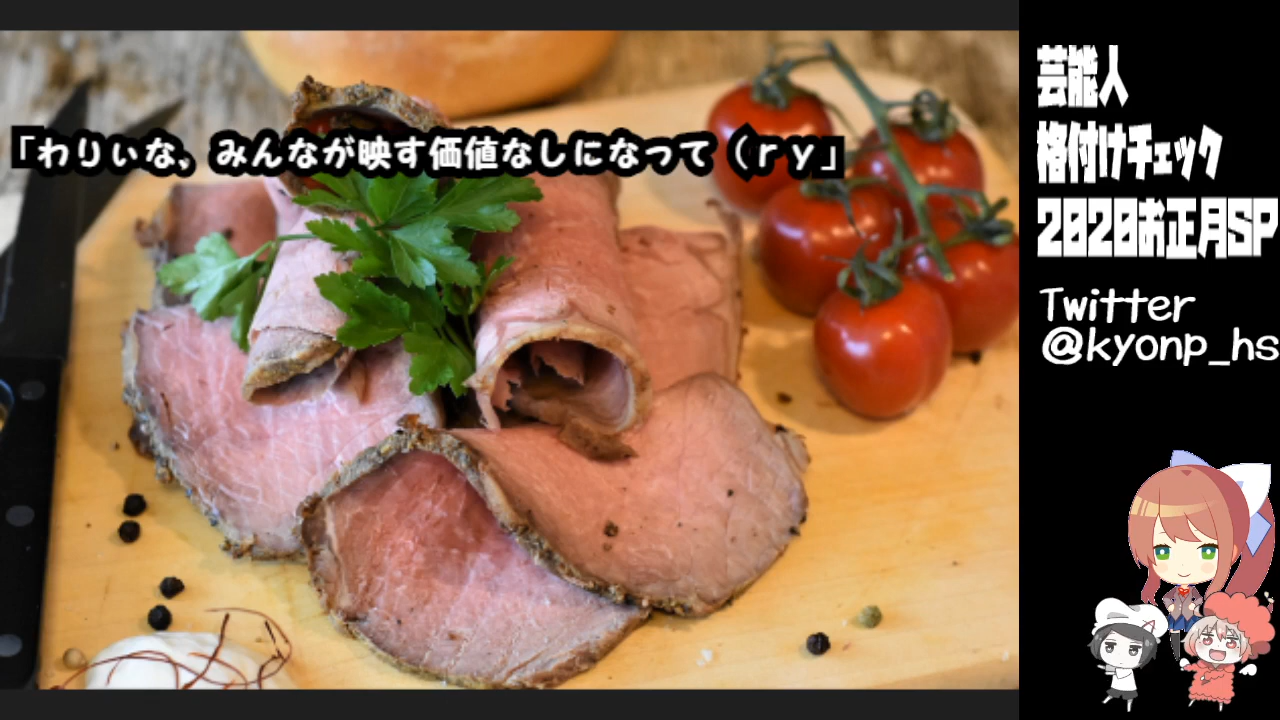 「わりぃな，みんなが映す価値なしになって（ｒｙ」
芸能人
格付けチェック
2020お正月SP
Twitter
@kyonp_hs